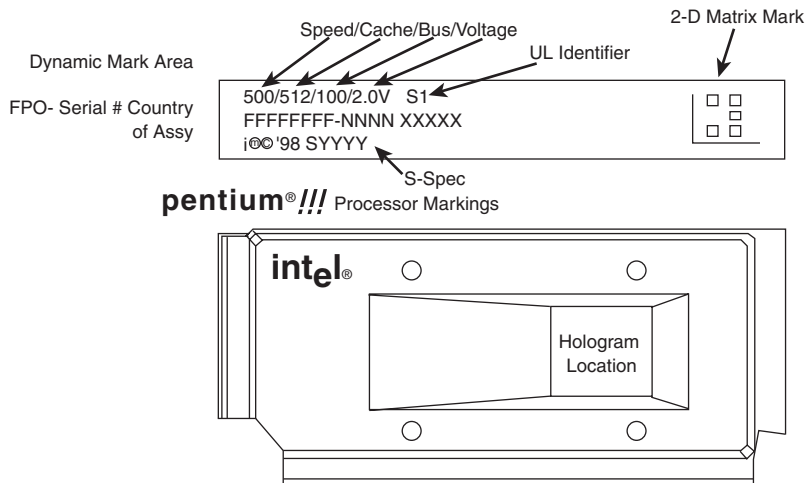 Speed/Cache/Bus/Voltage
2-D Matrix Mark
UL Identifier
Dynamic Mark Area
500/512/100/2.0V S1
FPO- Serial # Country
of Assy
FFFFFFFF-NNNN XXXXX
iⓜ© '98 SYYYY
S-Spec
pentium®!!! Processor Markings
intel®
Hologram
Location